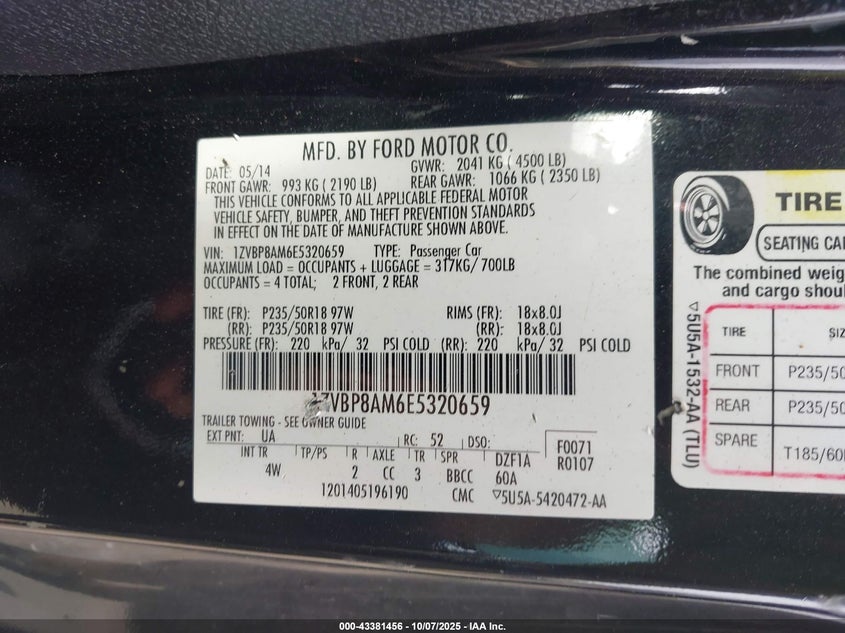 MFD. BY FORD MOTOR CO.
DATE: 05/14 GVWR: 2041 KG ( 4500 LB)
FRONT GAWR: 993 KG ( 2190 LB) REAR GAWR: 1066 KG ( 2350 LB)
THIS VEHICLE CONFORMS TO ALL APPLICABLE FEDERAL MOTOR
VEHICLE SAFETY, BUMPER, AND THEFT PREVENTION STANDARDS
IN EFFECT ON THE DATE OF MANUFACTURE SHOWN ABOVE.
VIN: 1ZVBP8AM6E5320659 TYPE: Passenger Car
MAXIMUM LOAD = OCCUPANTS + LUGGAGE = 317KG/ 700LB
OCCUPANTS = 4 TOTAL; 2 FRONT, 2 REAR
TIRE (FR): P235/50R18 97W RIMS (FR): 18x8.0J
(RR): P235/50R18 97W (RR): 18x8.0J
PRESSURE (FR): 220 kPa/ 32 PSI COLD (RR): 220 kPa/ 32 PSI COLD
1ZVBP8AM6E5320659
TRAILER TOWING - SEE OWNER GUIDE
EXT PNT: UA RC: 52 DSO: F0071
INT TR TP/PS R AXLE TR SPR DZF1A R0107
4W 2 CC 3 BBCC 60A
1201405196190 CMC ▽5U5A-5420472-AA
TIRE
SEATING CA
The combined weig
and cargo shou
▽5U5A-1532-AA (TLU)
TIRE SIZ
FRONT P235/50
REAR P235/50
SPARE T185/60
000-43381456 - 10/07/2025 - IAA Inc.